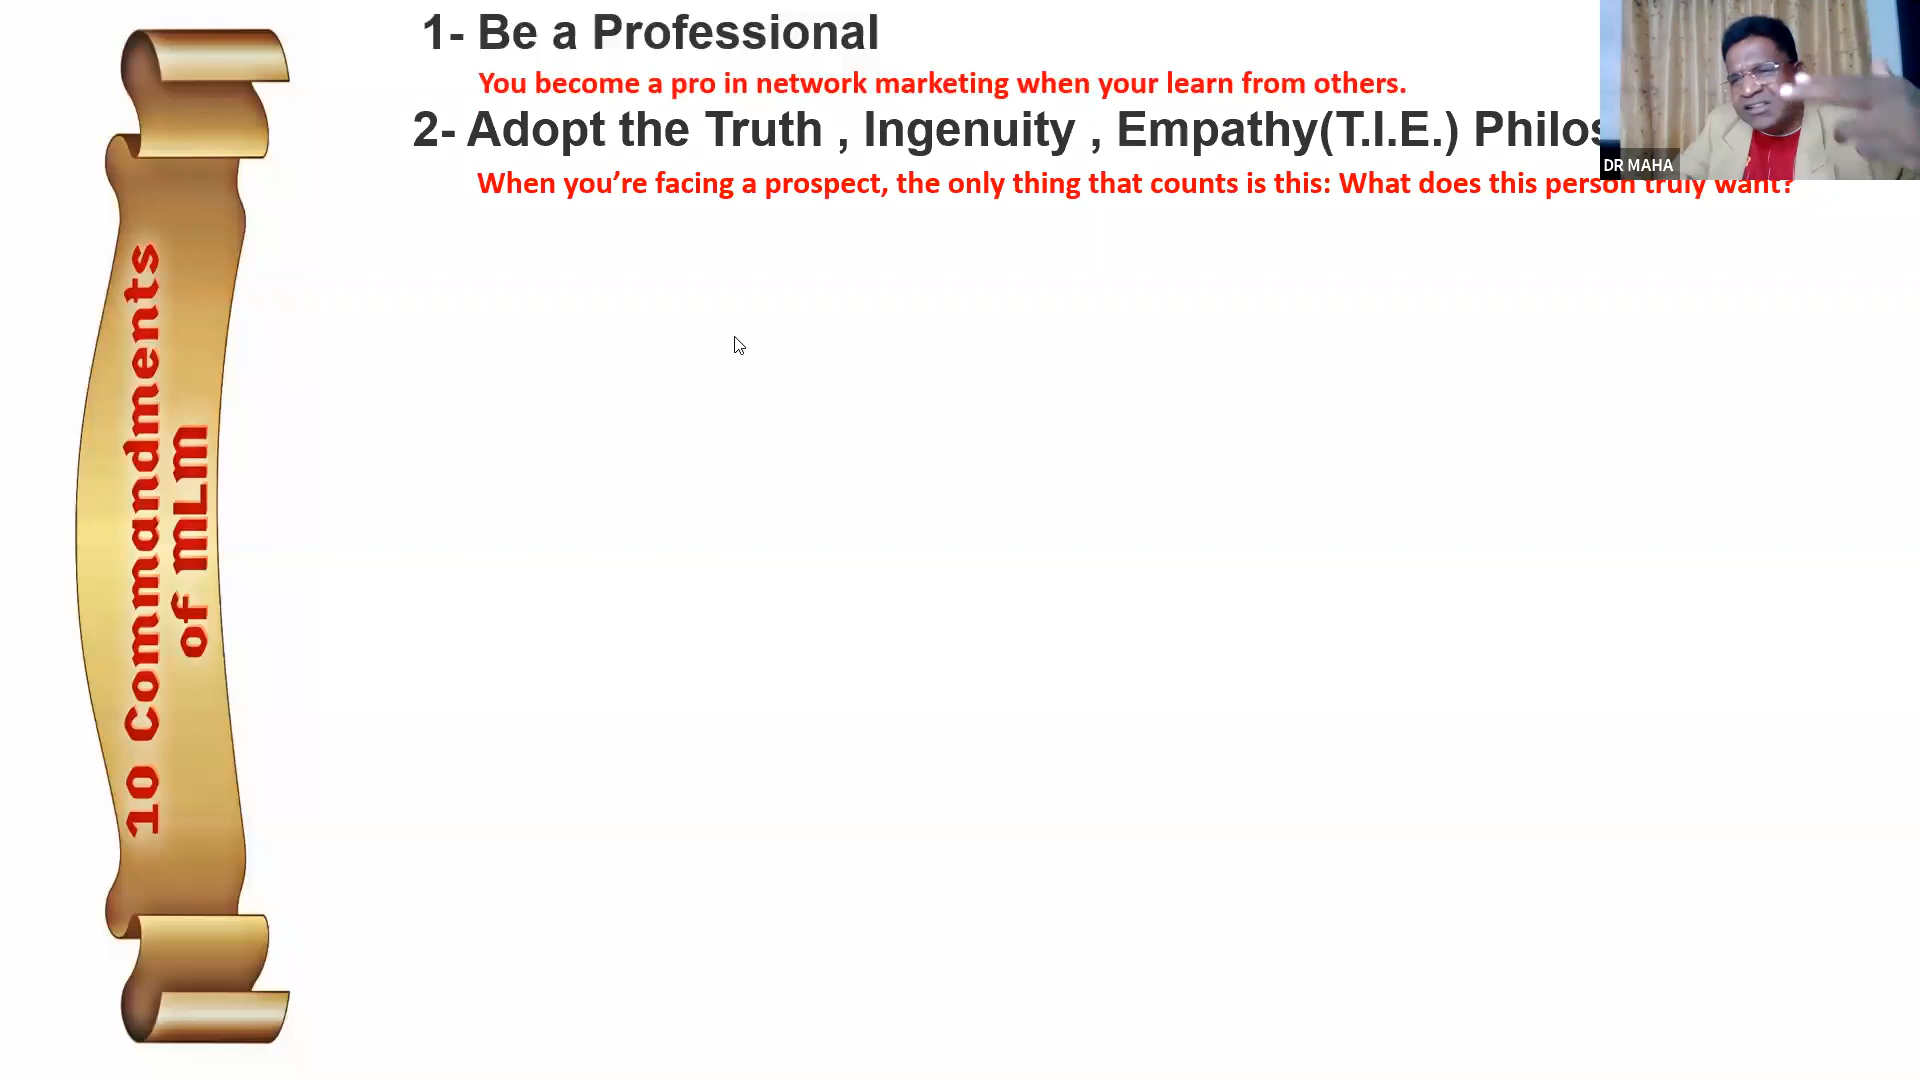 10 Commandments
of MLM
1- Be a Professional
You become a pro in network marketing when your learn from others.
2- Adopt the Truth , Ingenuity , Empathy(T.I.E.)
When you’re facing a prospect, the only thing that counts is this: What does this person truly want?
DR MAHA